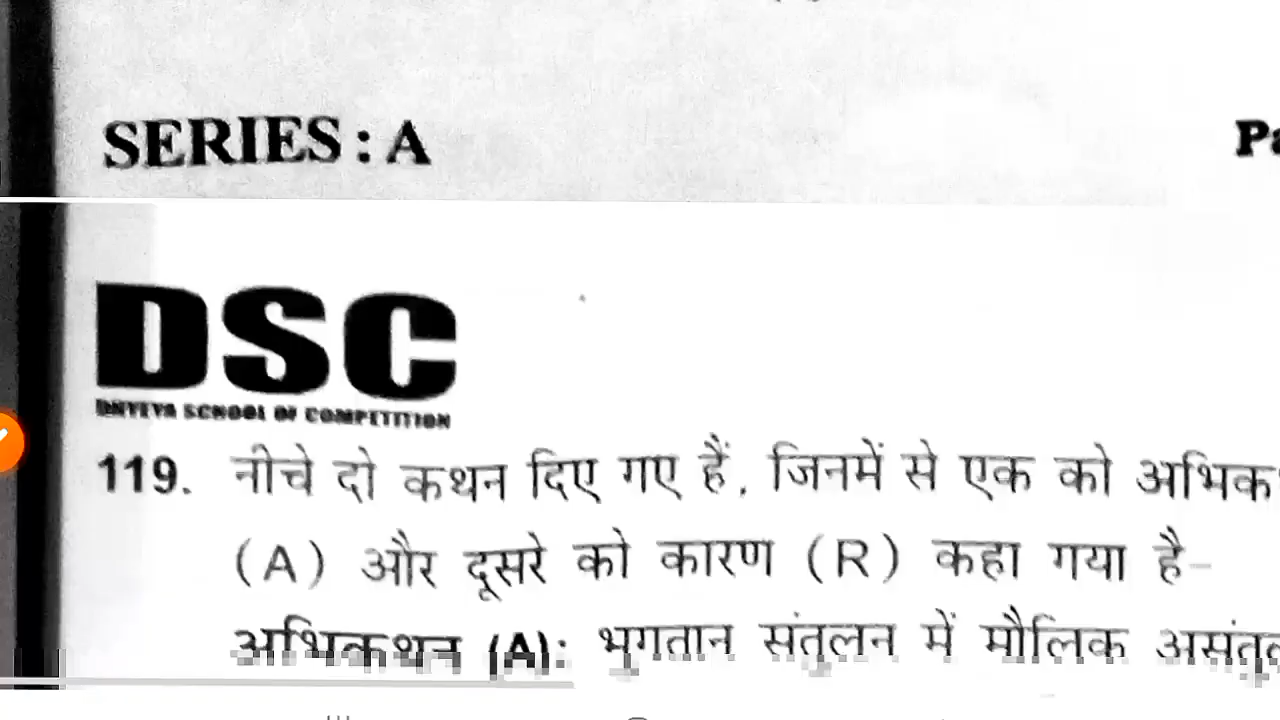 SERIES : A
DSC
DHYEYA SCHOOL OF COMPETITION
119. नीचे दो कथन दिए गए हैं, जिनमें से एक को
(A) और दूसरे को कारण (R) कहा गया है–
अभिकथन (A): भुगतान संतुलन में मौलिक